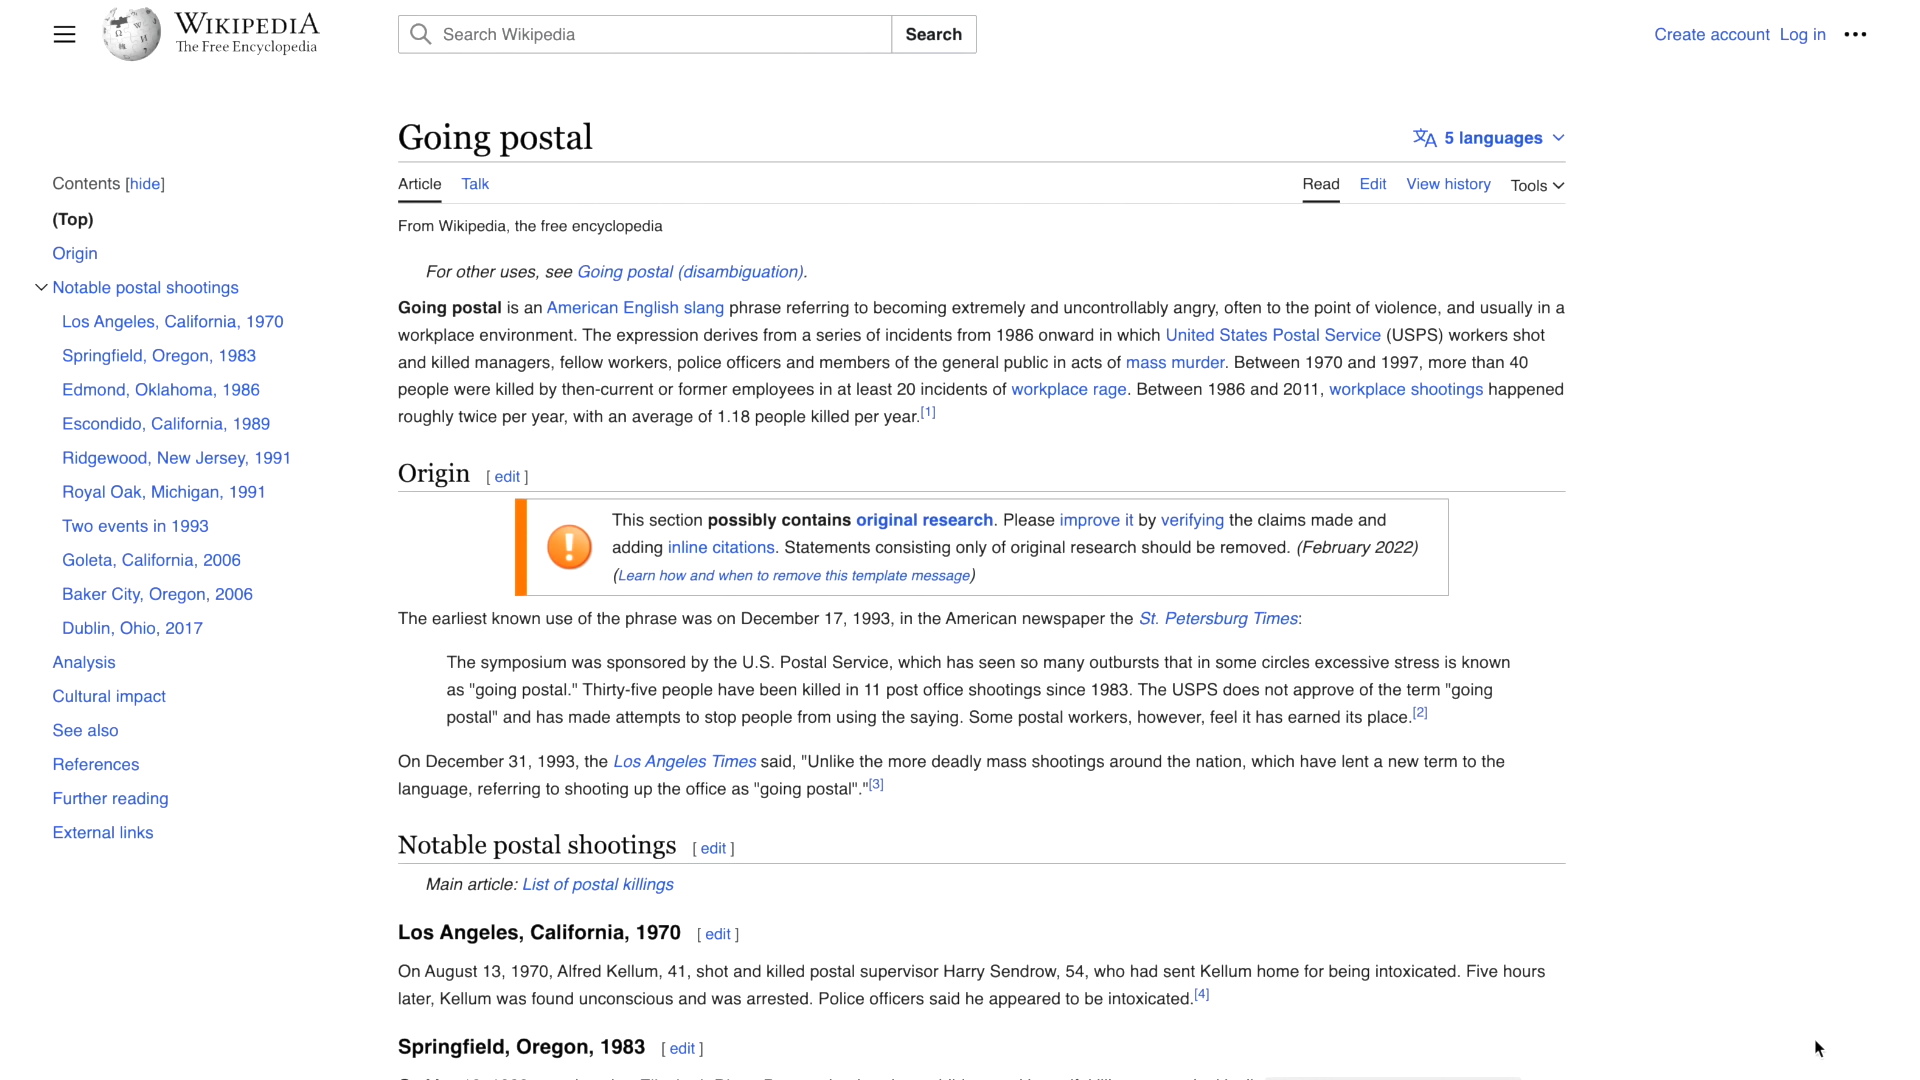 WIKIPEDIA
The Free Encyclopedia
Search Wikipedia
Search
Create account Log in
Going postal
5 languages
Article Talk
Read Edit View history Tools
From Wikipedia, the free encyclopedia
For other uses, see Going postal (disambiguation).
Going postal is an American English slang phrase referring to becoming extremely and uncontrollably angry, often to the point of violence, and usually in a
workplace environment. The expression derives from a series of incidents from 1986 onward in which United States Postal Service (USPS) workers shot
and killed managers, fellow workers, police officers and members of the general public in acts of mass murder. Between 1970 and 1997, more than 40
people were killed by then-current or former employees in at least 20 incidents of workplace rage. Between 1986 and 2011, workplace shootings happened
roughly twice per year, with an average of 1.18 people killed per year.[1]
Origin [ edit ]
This section possibly contains original research. Please improve it by verifying the claims made and
adding inline citations. Statements consisting only of original research should be removed. (February 2022)
(Learn how and when to remove this template message)
The earliest known use of the phrase was on December 17, 1993, in the American newspaper the St. Petersburg Times:
The symposium was sponsored by the U.S. Postal Service, which has seen so many outbursts that in some circles excessive stress is known
as "going postal." Thirty-five people have been killed in 11 post office shootings since 1983. The USPS does not approve of the term "going
postal" and has made attempts to stop people from using the saying. Some postal workers, however, feel it has earned its place.[2]
On December 31, 1993, the Los Angeles Times said, "Unlike the more deadly mass shootings around the nation, which have lent a new term to the
language, referring to shooting up the office as "going postal"."[3]
Notable postal shootings [ edit ]
Main article: List of postal killings
Los Angeles, California, 1970 [ edit ]
On August 13, 1970, Alfred Kellum, 41, shot and killed postal supervisor Harry Sendrow, 54, who had sent Kellum home for being intoxicated. Five hours
later, Kellum was found unconscious and was arrested. Police officers said he appeared to be intoxicated.[4]
Springfield, Oregon, 1983 [ edit ]
Contents [hide]
(Top)
Origin
Notable postal shootings
Los Angeles, California, 1970
Springfield, Oregon, 1983
Edmond, Oklahoma, 1986
Escondido, California, 1989
Ridgewood, New Jersey, 1991
Royal Oak, Michigan, 1991
Two events in 1993
Goleta, California, 2006
Baker City, Oregon, 2006
Dublin, Ohio, 2017
Analysis
Cultural impact
See also
References
Further reading
External links